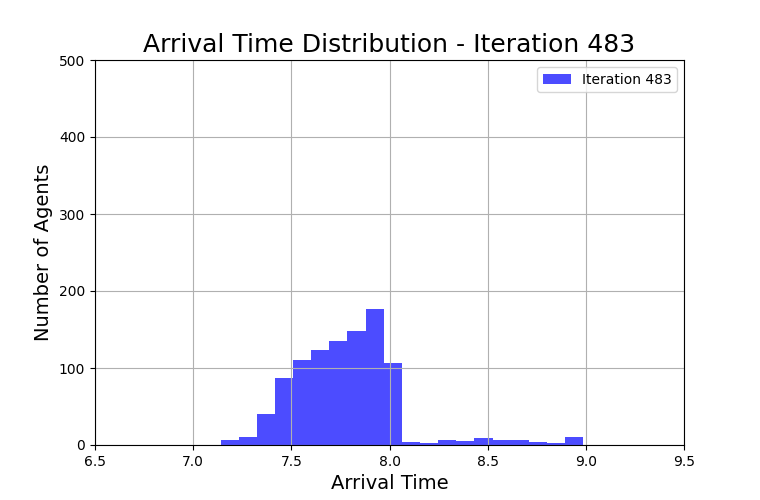 Arrival Time Distribution - Iteration 483
Iteration 483
Number of Agents
500
400
300
200
100
0
6.5 7.0 7.5 8.0 8.5 9.0 9.5
Arrival Time